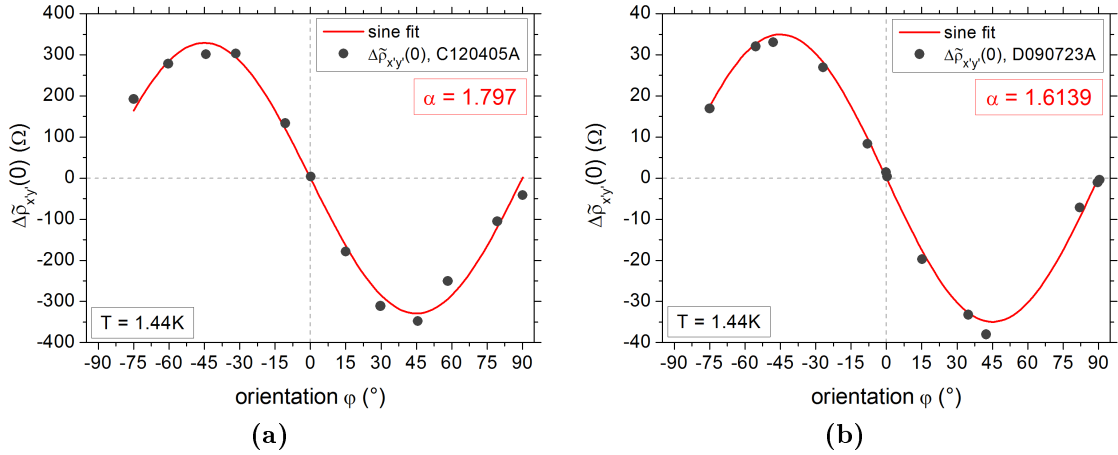 400
300
200
100
0
-100
-200
-300
-400
Δρ̃x'y'(0) (Ω)
sine fit
Δρ̃x'y'(0), C120405A
α = 1.797
T = 1.44K
-90 -75 -60 -45 -30 -15 0 15 30 45 60 75 90
orientation φ (°)
(a)
40
30
20
10
0
-10
-20
-30
-40
Δρ̃x'y'(0) (Ω)
sine fit
Δρ̃x'y'(0), D090723A
α = 1.6139
T = 1.44K
-90 -75 -60 -45 -30 -15 0 15 30 45 60 75 90
orientation φ (°)
(b)